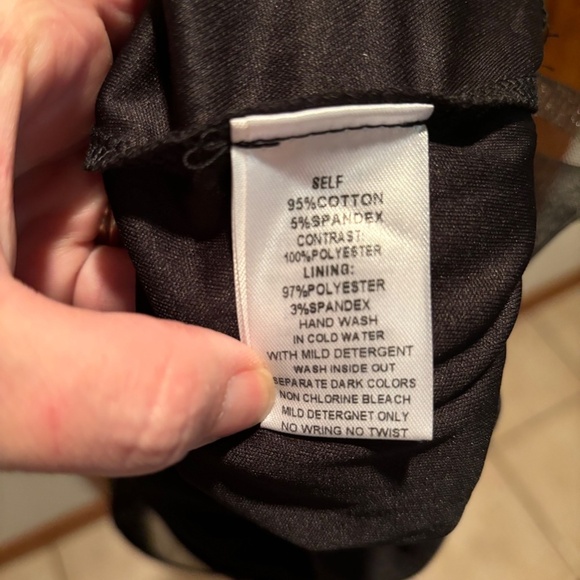 SELF
95%COTTON
5%SPANDEX
CONTRAST:
100%POLYESTER
LINING:
97%POLYESTER
3%SPANDEX
HAND WASH
IN COLD WATER
WITH MILD DETERGENT
WASH INSIDE OUT
SEPARATE DARK COLORS
NON CHLORINE BLEACH
MILD DETERGNET ONLY
NO WRING NO TWIST